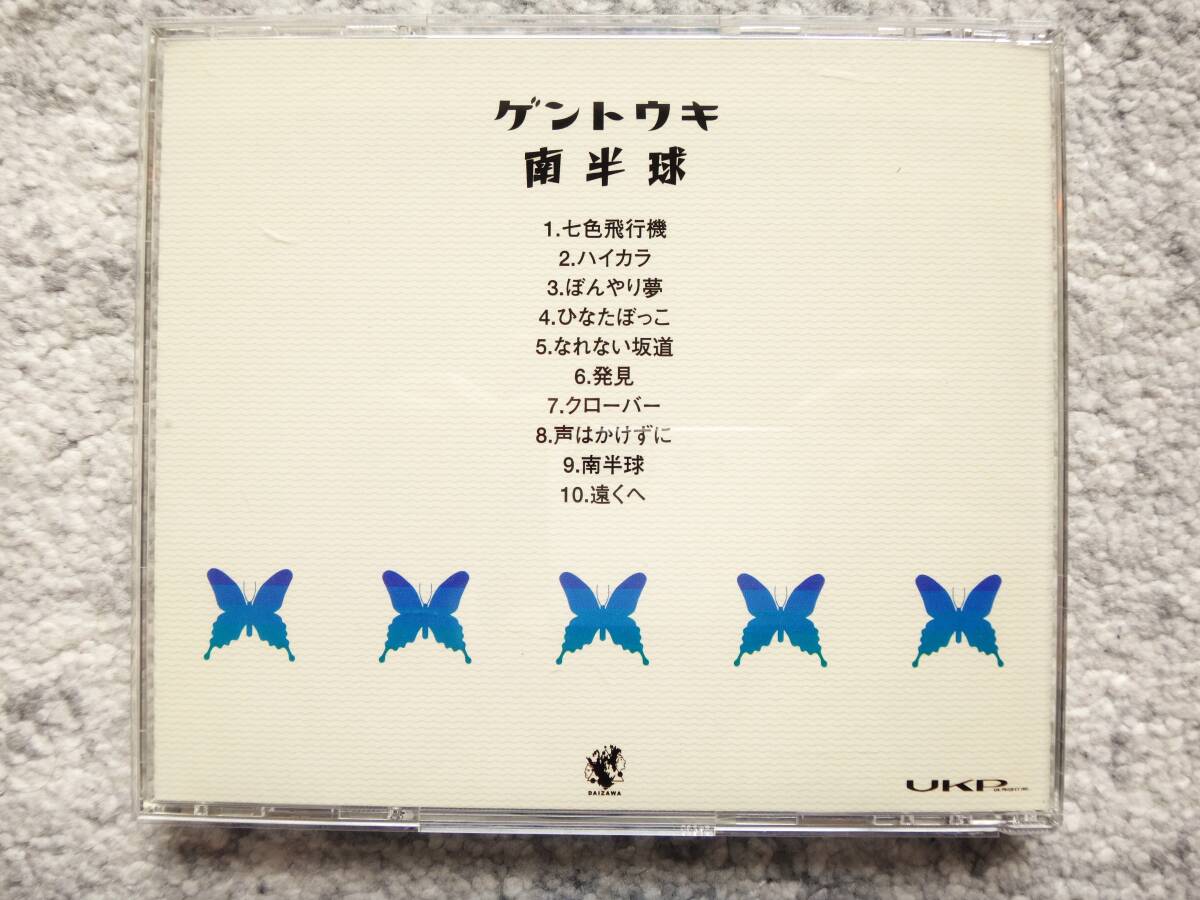 ゲントウキ
南半球
1.七色飛行機
2.ハイカラ
3.ぼんやり夢
4.ひなたぼっこ
5.なれない坂道
6.発見
7.クローバー
8.声はかけずに
9.南半球
10.遠くへ
DAIZAWA
UKP
UK.PROJECT INC.